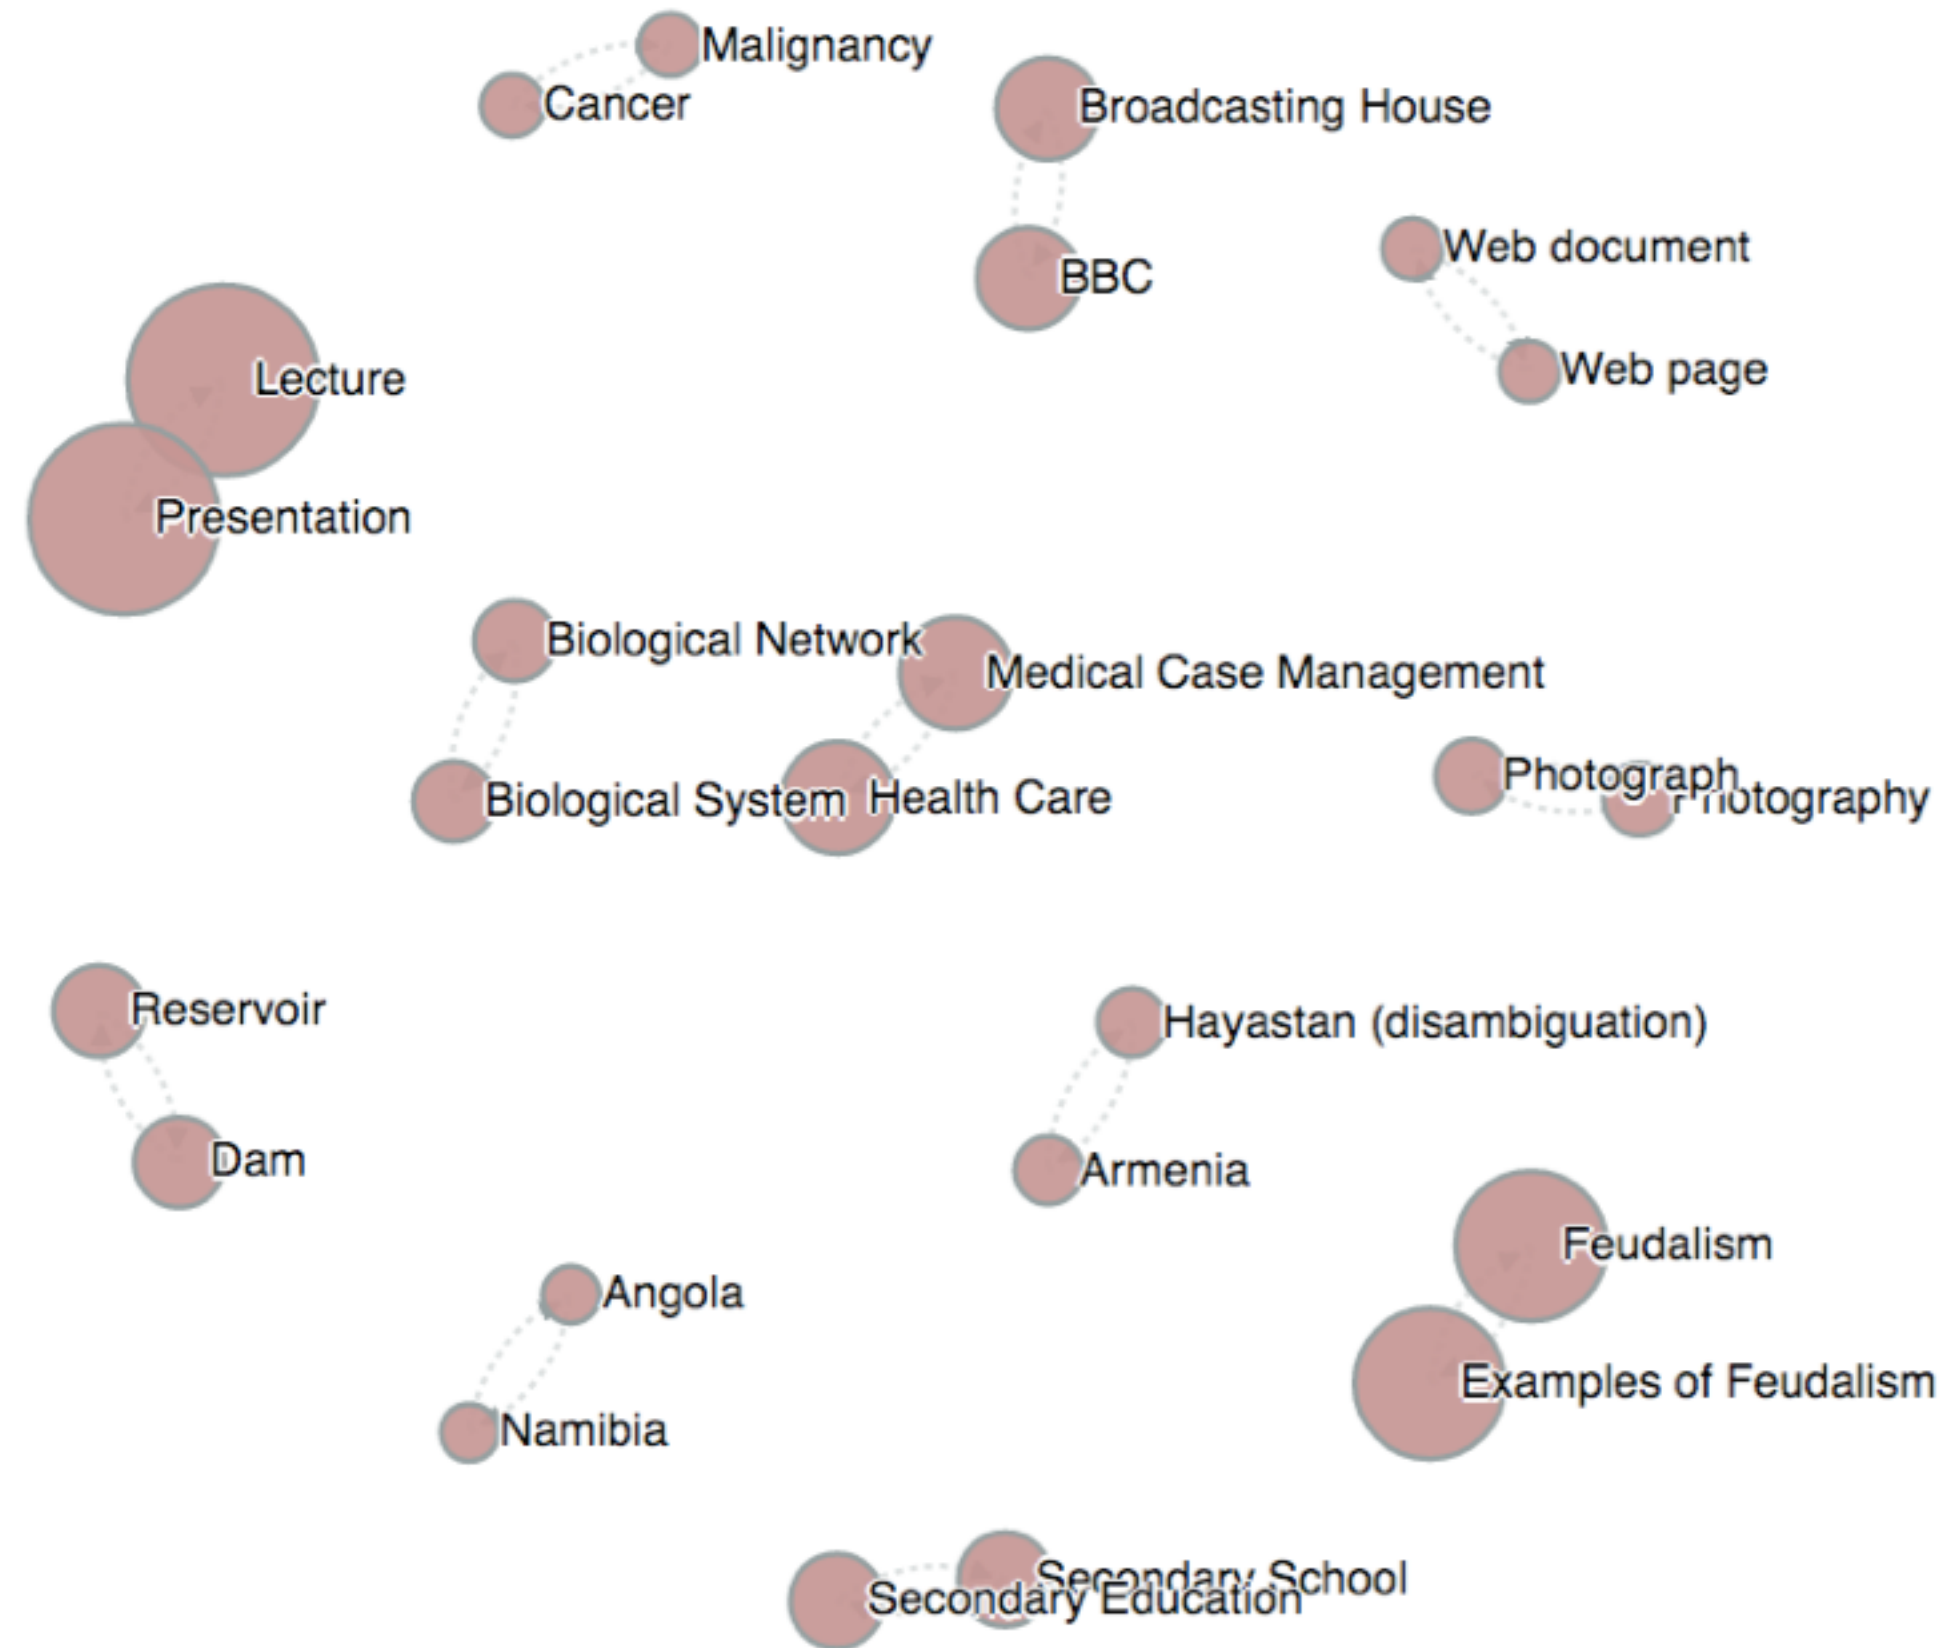 Malignancy
Cancer
Broadcasting House
BBC
Web document
Web page
Lecture
Presentation
Biological Network
Medical Case Management
Biological System
Health Care
Photograph
Photography
Reservoir
Dam
Hayastan (disambiguation)
Armenia
Feudalism
Examples of Feudalism
Angola
Namibia
Secondary School
Secondary Education